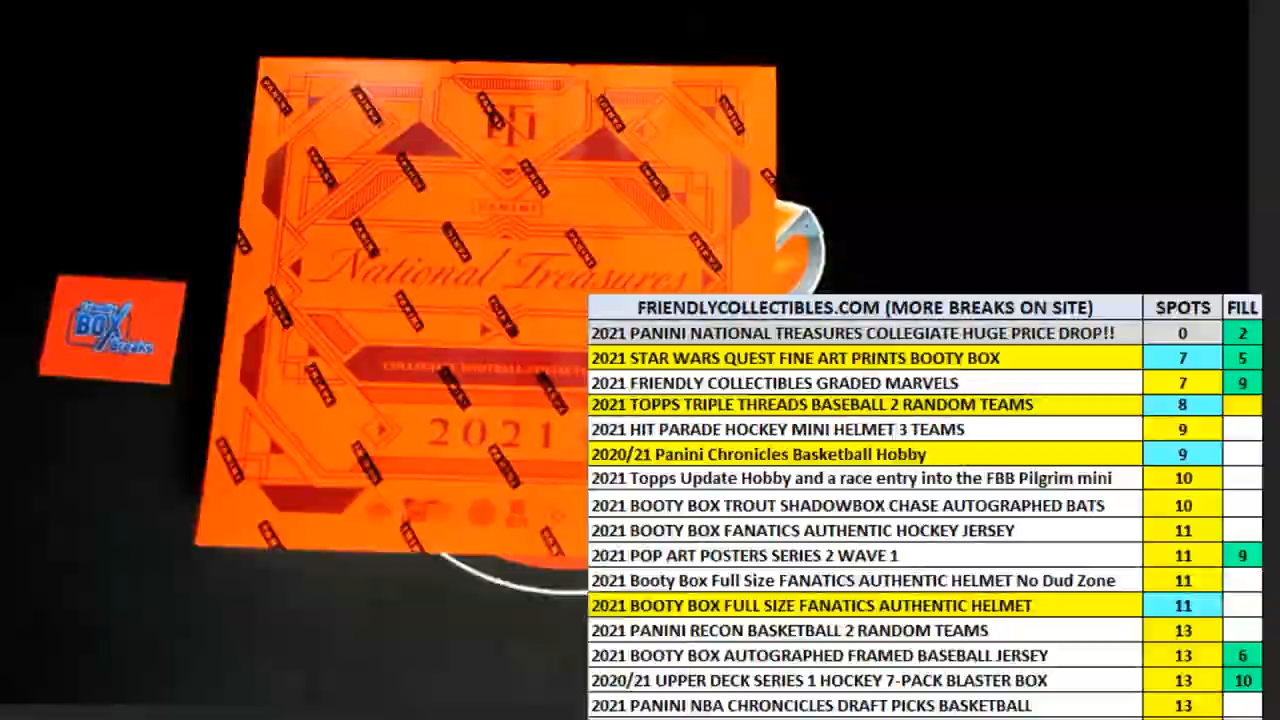 PANINI
National Treasures
COLLEGIATE FOOTBALL
2021
Friendly
BOX
Breaks
FRIENDLYCOLLECTIBLES.COM (MORE BREAKS ON SITE) SPOTS FILL
2021 PANINI NATIONAL TREASURES COLLEGIATE HUGE PRICE DROP!! 0 2
2021 STAR WARS QUEST FINE ART PRINTS BOOTY BOX 7 5
2021 FRIENDLY COLLECTIBLES GRADED MARVELS 7 9
2021 TOPPS TRIPLE THREADS BASEBALL 2 RANDOM TEAMS 8
2021 HIT PARADE HOCKEY MINI HELMET 3 TEAMS 9
2020/21 Panini Chronicles Basketball Hobby 9
2021 Topps Update Hobby and a race entry into the FBB Pilgrim mini 10
2021 BOOTY BOX TROUT SHADOWBOX CHASE AUTOGRAPHED BATS 10
2021 BOOTY BOX FANATICS AUTHENTIC HOCKEY JERSEY 11
2021 POP ART POSTERS SERIES 2 WAVE 1 11 9
2021 Booty Box Full Size FANATICS AUTHENTIC HELMET No Dud Zone 11
2021 BOOTY BOX FULL SIZE FANATICS AUTHENTIC HELMET 11
2021 PANINI RECON BASKETBALL 2 RANDOM TEAMS 13
2021 BOOTY BOX AUTOGRAPHED FRAMED BASEBALL JERSEY 13 6
2020/21 UPPER DECK SERIES 1 HOCKEY 7-PACK BLASTER BOX 13 10
2021 PANINI NBA CHRONCICLES DRAFT PICKS BASKETBALL 13